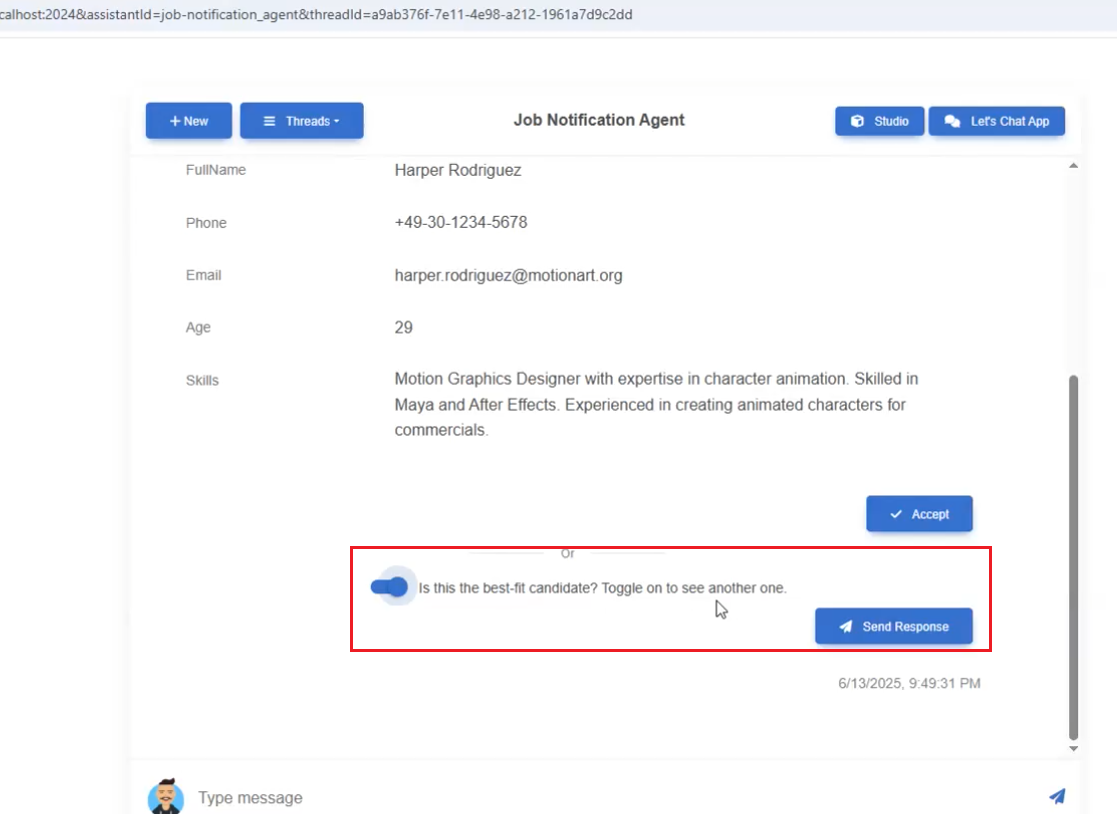 calhost:2024&assistantId=job-notification_agent&threadId=a9ab376f-7e11-4e98-a212-1961a7d9c2dd
+ New
Threads
Job Notification Agent
Studio
Let's Chat App
FullName
Harper Rodriguez
Phone
+49-30-1234-5678
Email
harper.rodriguez@motionart.org
Age
29
Skills
Motion Graphics Designer with expertise in character animation. Skilled in
Maya and After Effects. Experienced in creating animated characters for
commercials.
Accept
Or
Is this the best-fit candidate? Toggle on to see another one.
Send Response
6/13/2025, 9:49:31 PM
Type message